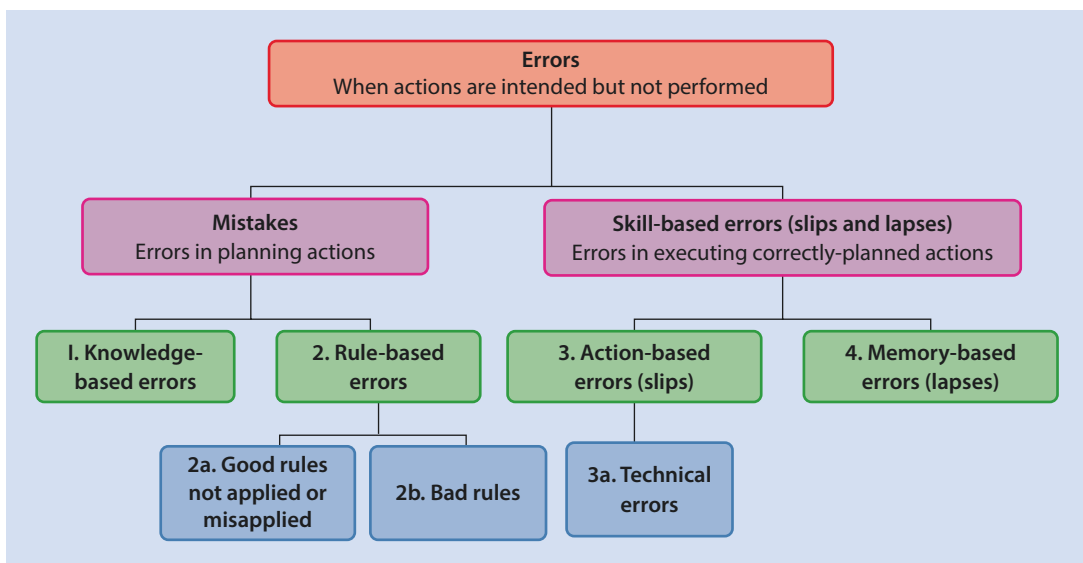 Errors
When actions are intended but not performed
Mistakes
Errors in planning actions
Skill-based errors (slips and lapses)
Errors in executing correctly-planned actions
I. Knowledge-
based errors
2. Rule-based
errors
3. Action-based
errors (slips)
4. Memory-based
errors (lapses)
2a. Good rules
not applied or
misapplied
2b. Bad rules
3a. Technical
errors